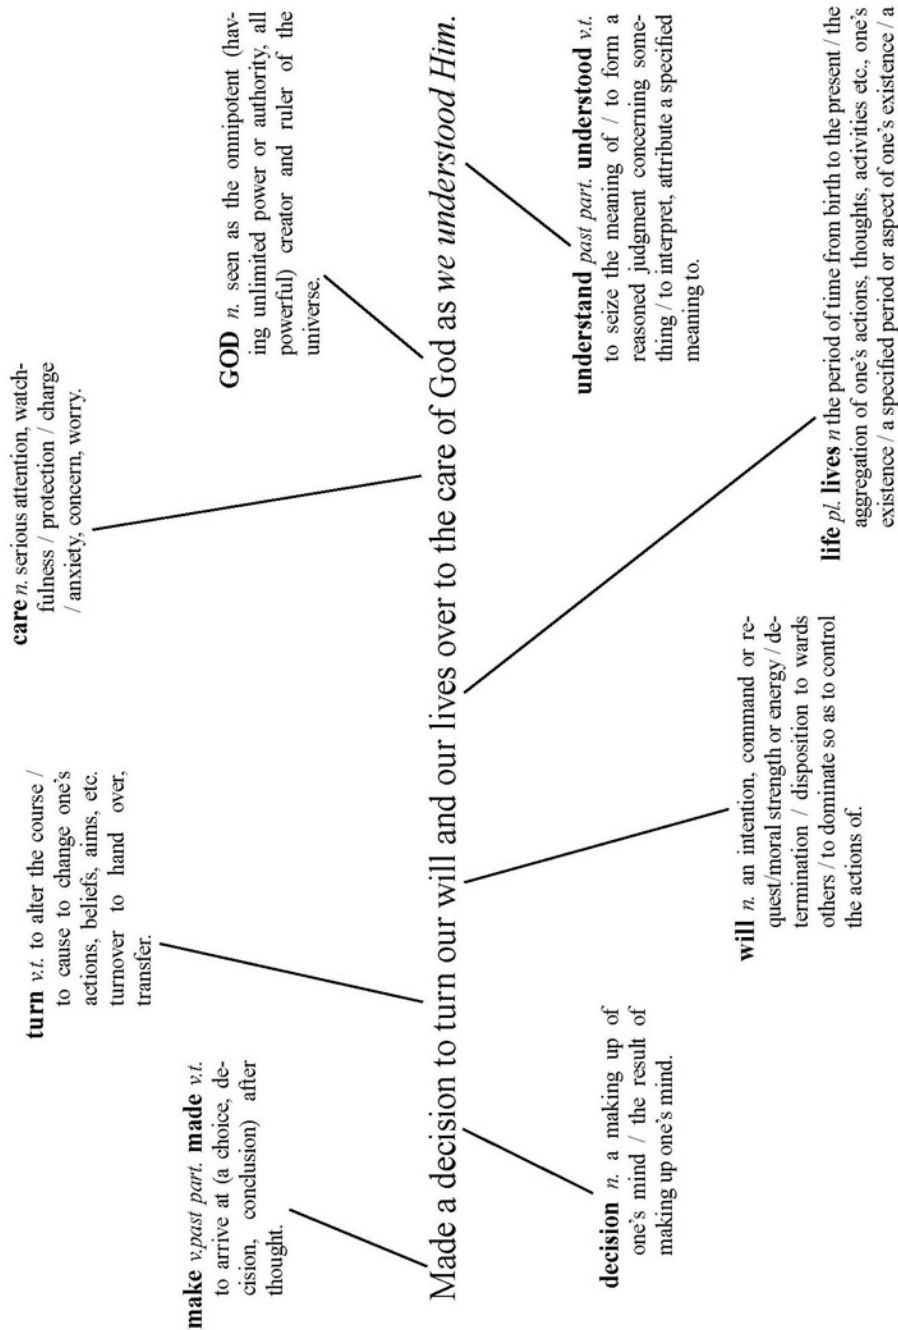 make v.past part. made v.t.
to arrive at (a choice, de-
cision, conclusion) after
thought.
turn v.t. to alter the course /
to cause to change one's
actions, beliefs, aims, etc.
turnover to hand over,
transfer.
care n. serious attention, watch-
fulness / protection / charge
/ anxiety, concern, worry.
GOD n. seen as the omnipotent (hav-
ing unlimited power or authority, all
powerful) creator and ruler of the
universe.
Made a decision to turn our will and our lives over to the care of God as we understood Him.
decision n. a making up of
one's mind / the result of
making up one's mind.
will n. an intention, command or re-
quest/moral strength or energy / de-
termination / disposition to wards
others / to dominate so as to control
the actions of.
understand past part. understood v.t.
to seize the meaning of / to form a
reasoned judgment concerning some-
thing / to interpret, attribute a specified
meaning to.
life pl. lives n the period of time from birth to the present / the
aggregation of one's actions, thoughts, activities etc., one's
existence / a specified period or aspect of one's existence / a